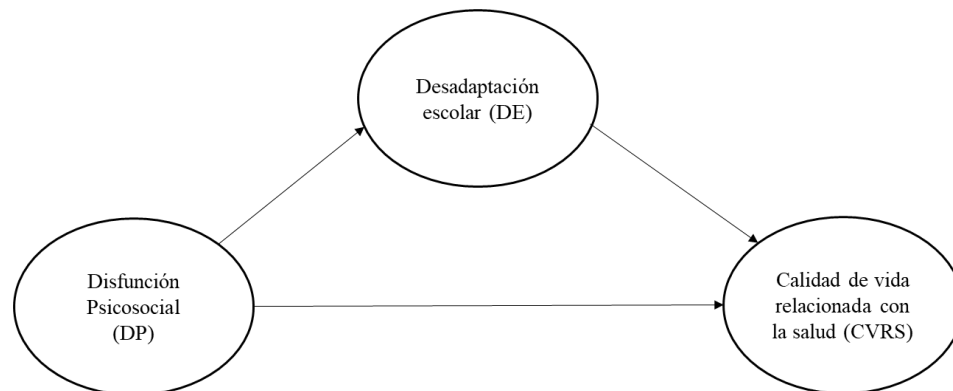 Desadaptación
escolar (DE)
Disfunción
Psicosocial
(DP)
Calidad de vida
relacionada con
la salud (CVRS)